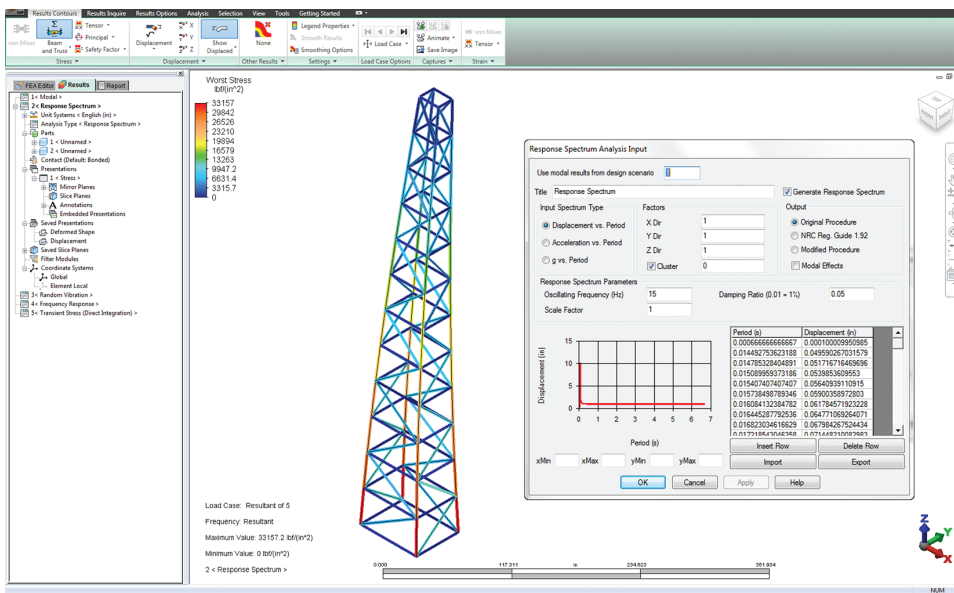 Results Contours Results Inquire Results Options Analysis Selection View Tools Getting Started
von Mises
Beam and Truss
Tensor
Principal
Safety Factor
Stress
Displacement
X
Y
Z
Show Displaced
Displacement
None
Other Results
Legend Properties
Smooth Results
Smoothing Options
Settings
Load Case
Load Case Options
Animate
Save Image
Captures
von Mises
Tensor
Strain
FEA Editor Results Report
1< Modal >
2< Response Spectrum >
Unit Systems < English (in) >
Analysis Type < Response Spectrum >
Parts
1 < Unnamed >
2 < Unnamed >
Contact (Default: Bonded)
Presentations
1 < Stress >
Mirror Planes
Slice Planes
Annotations
Embedded Presentations
Saved Presentations
Deformed Shape
Displacement
Saved Slice Planes
Filter Modules
Coordinate Systems
Global
Element Local
3< Random Vibration >
4< Frequency Response >
5< Transient Stress (Direct Integration) >
Worst Stress
lbf/(in^2)
33157
29842
26526
23210
19894
16579
13263
9947.2
6631.4
3315.7
0
Load Case: Resultant of 5
Frequency: Resultant
Maximum Value: 33157.2 lbf/(in^2)
Minimum Value: 0 lbf/(in^2)
2 < Response Spectrum >
0.000 117.311 in 234.623 351.934
TOP
FRONT RIGHT
Response Spectrum Analysis Input
Use modal results from design scenario
Title Response Spectrum Generate Response Spectrum
Input Spectrum Type
Displacement vs. Period
Acceleration vs. Period
g vs. Period
Factors
X Dir 1
Y Dir 1
Z Dir 1
Cluster 0
Output
Original Procedure
NRC Reg. Guide 1.92
Modified Procedure
Modal Effects
Response Spectrum Parameters
Oscillating Frequency (Hz) 15 Damping Ratio (0.01 = 1%) 0.05
Scale Factor 1
Displacement [in]
15
10
5
0
0 1 2 3 4 5 6 7
Period (s)
xMin xMax yMin yMax
Period (s) Displacement (in)
0.000666666666667 0.000100009950985
0.014492753623188 0.049590267031579
0.014785328404891 0.051716716469696
0.015089959373186 0.0539853609553
0.015407407407407 0.05640939110915
0.015738498789346 0.05900358972803
0.016084132384782 0.061784571923228
0.016445287792536 0.064771069264071
0.016823034616629 0.067984267524434
Insert Row Delete Row
Import Export
OK Cancel Apply Help
Z
Y
X
NUM